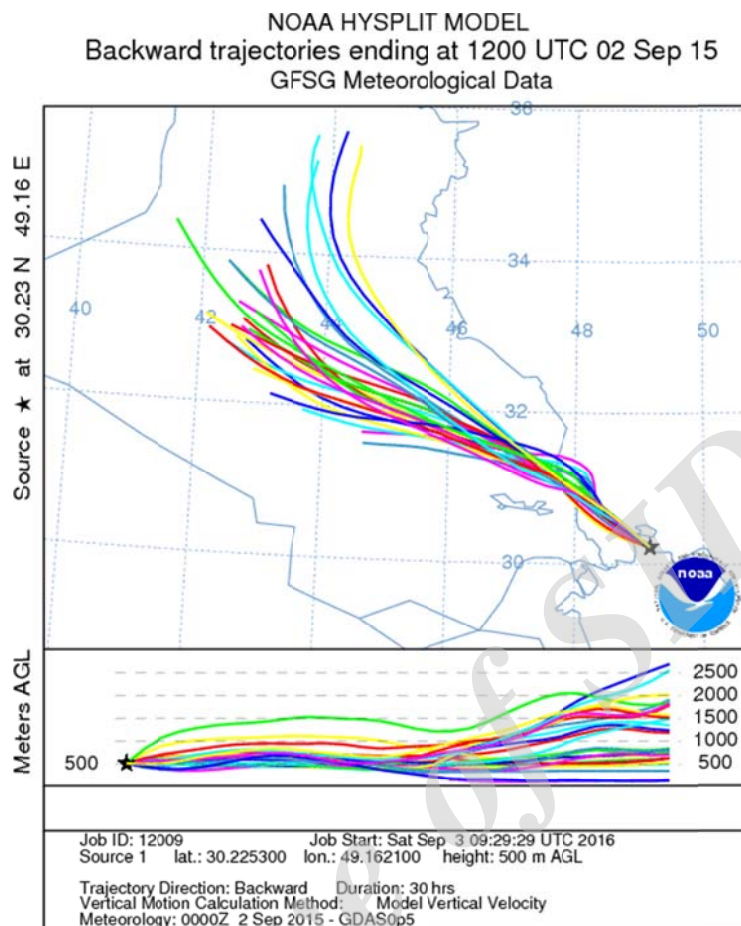 NOAA HYSPLIT MODEL
Backward trajectories ending at 1200 UTC 02 Sep 15
GFSG Meteorological Data
Source ★ at 30.23 N 49.16 E
36
34
40
42
44
46
48
50
32
30
noaa
Meters AGL
500
2500
2000
1500
1000
500
Job ID: 12009 Job Start: Sat Sep 3 09:29:29 UTC 2016
Source 1 lat.: 30.225300 lon.: 49.162100 height: 500 m AGL
Trajectory Direction: Backward Duration: 30 hrs
Vertical Motion Calculation Method: Model Vertical Velocity
Meteorology: 0000Z 2 Sep 2015 - GDAS0p5
e of SID